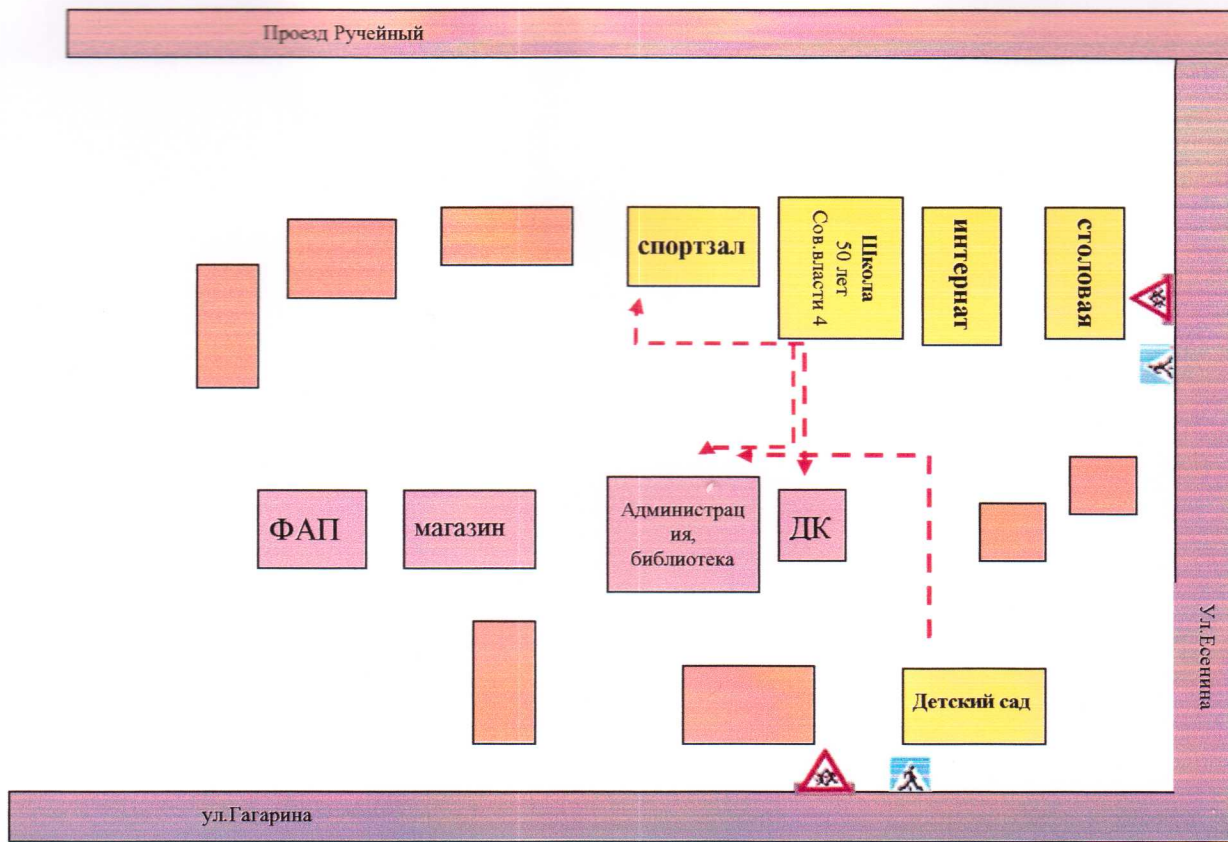 Проезд Ручейный
спортзал
Школа
50 лет
Сов.власти 4
интернат
столовая
ФАП
магазин
Администрац
ия,
библиотека
ДК
Ул.Есенина
Детский сад
ул.Гагарина